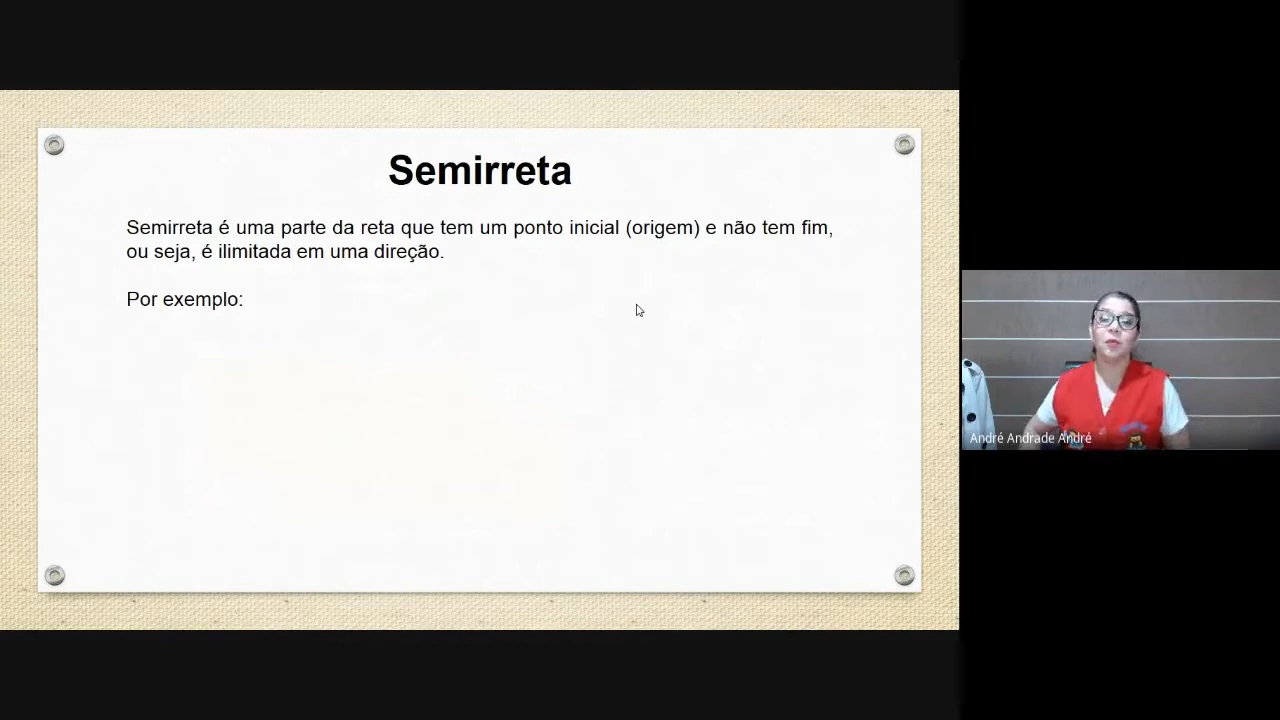 Semirreta
Semirreta é uma parte da reta que tem um ponto inicial (origem) e não tem fim,
ou seja, é ilimitada em uma direção.
Por exemplo:
André Andrade André